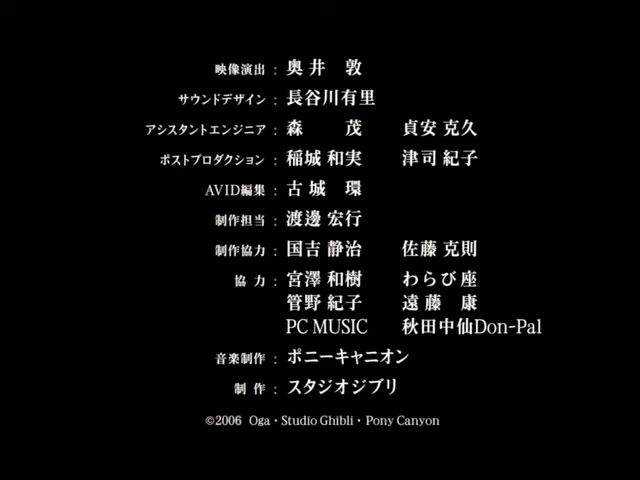 映像演出 : 奥井 敦
サウンドデザイン : 長谷川有里
アシスタントエンジニア : 森 茂 貞安 克久
ポストプロダクション : 稲城 和実 津司 紀子
AVID編集 : 古城 環
制作担当 : 渡邊 宏行
制作協力 : 国吉 静治 佐藤 克則
協力 : 宮澤 和樹 わらび座
管野 紀子 遠藤 康
PC MUSIC 秋田中仙Don-Pal
音楽制作 : ポニーキャニオン
制作 : スタジオジブリ
©2006 Oga・Studio Ghibli・Pony Canyon